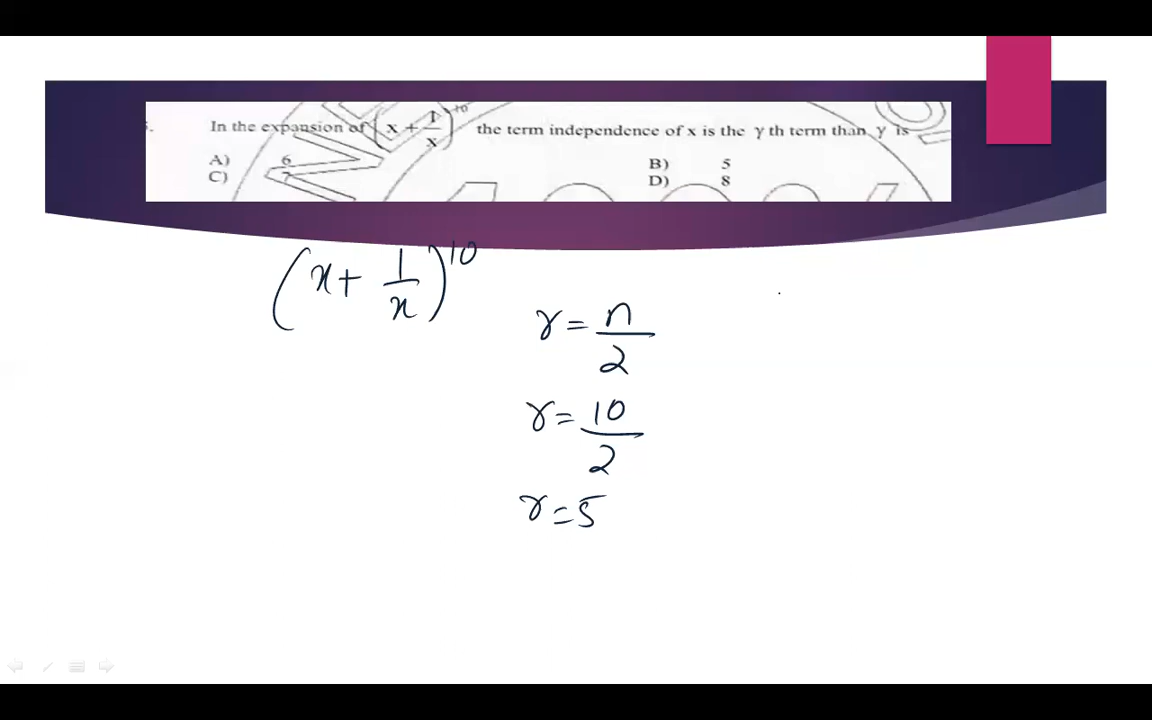 In the expansion of (x + 1/x)^10 the term independence of x is the γ th term than γ is
A) 6 B) 5
C) 7 D) 8
(x + 1/x)^10
r = n/2
r = 10/2
r = 5